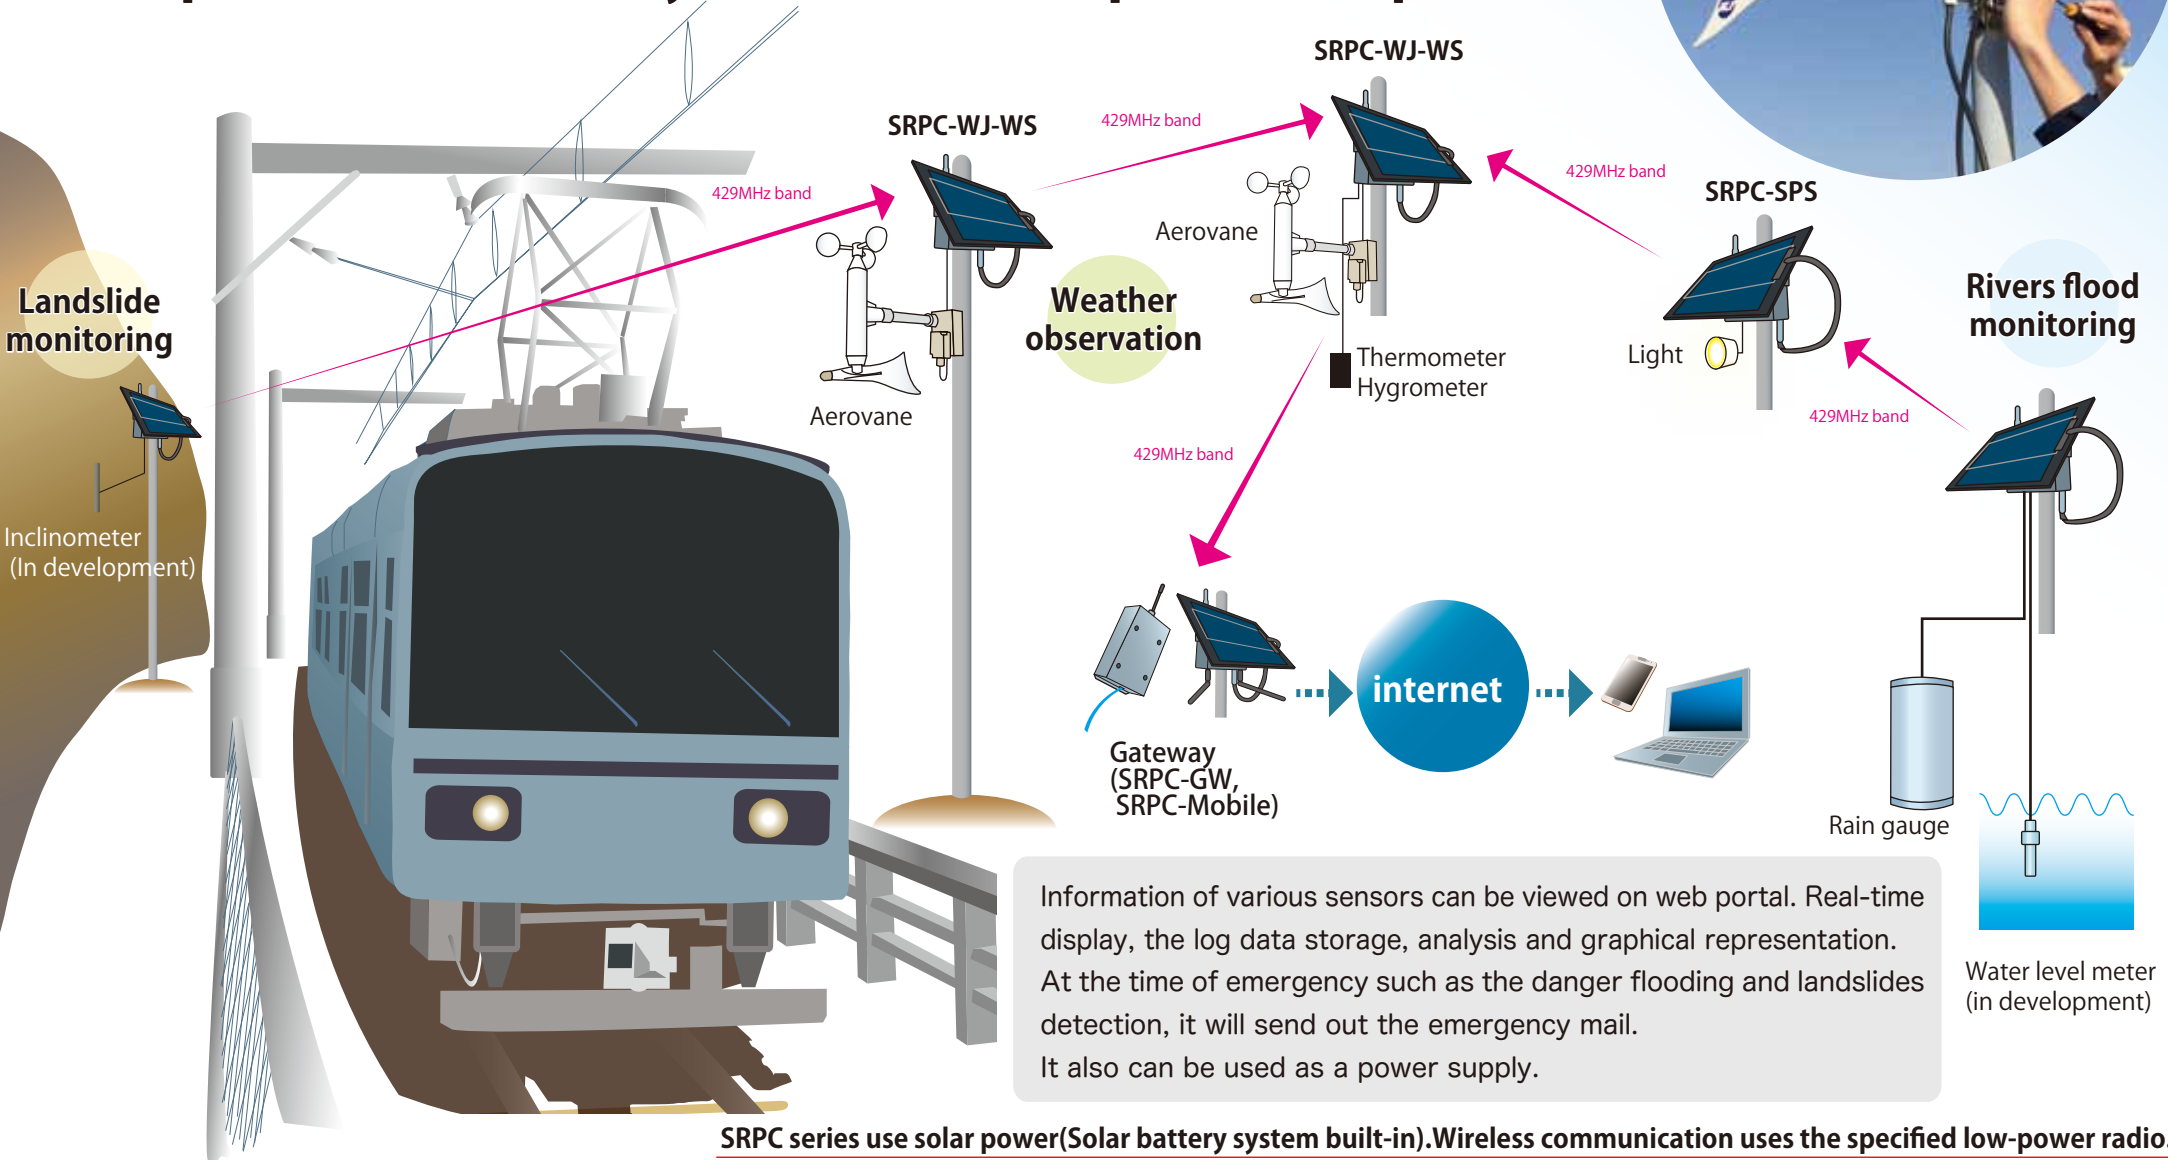 SRPC-WJ-WS
SRPC-WJ-WS
429MHz band
429MHz band
429MHz band
SRPC-SPS
429MHz band
Aerovane
Landslide
monitoring
Weather
observation
Rivers flood
monitoring
Light
Thermometer
Hygrometer
Aerovane
429MHz band
429MHz band
Inclinometer
(In development)
internet
Gateway
(SRPC-GW,
SRPC-Mobile)
Rain gauge
Information of various sensors can be viewed on web portal. Real-time
display, the log data storage, analysis and graphical representation.
At the time of emergency such as the danger flooding and landslides
detection, it will send out the emergency mail.
It also can be used as a power supply.
Water level meter
(in development)
SRPC series use solar power(Solar battery system built-in).Wireless communication uses the specified low-power radio.